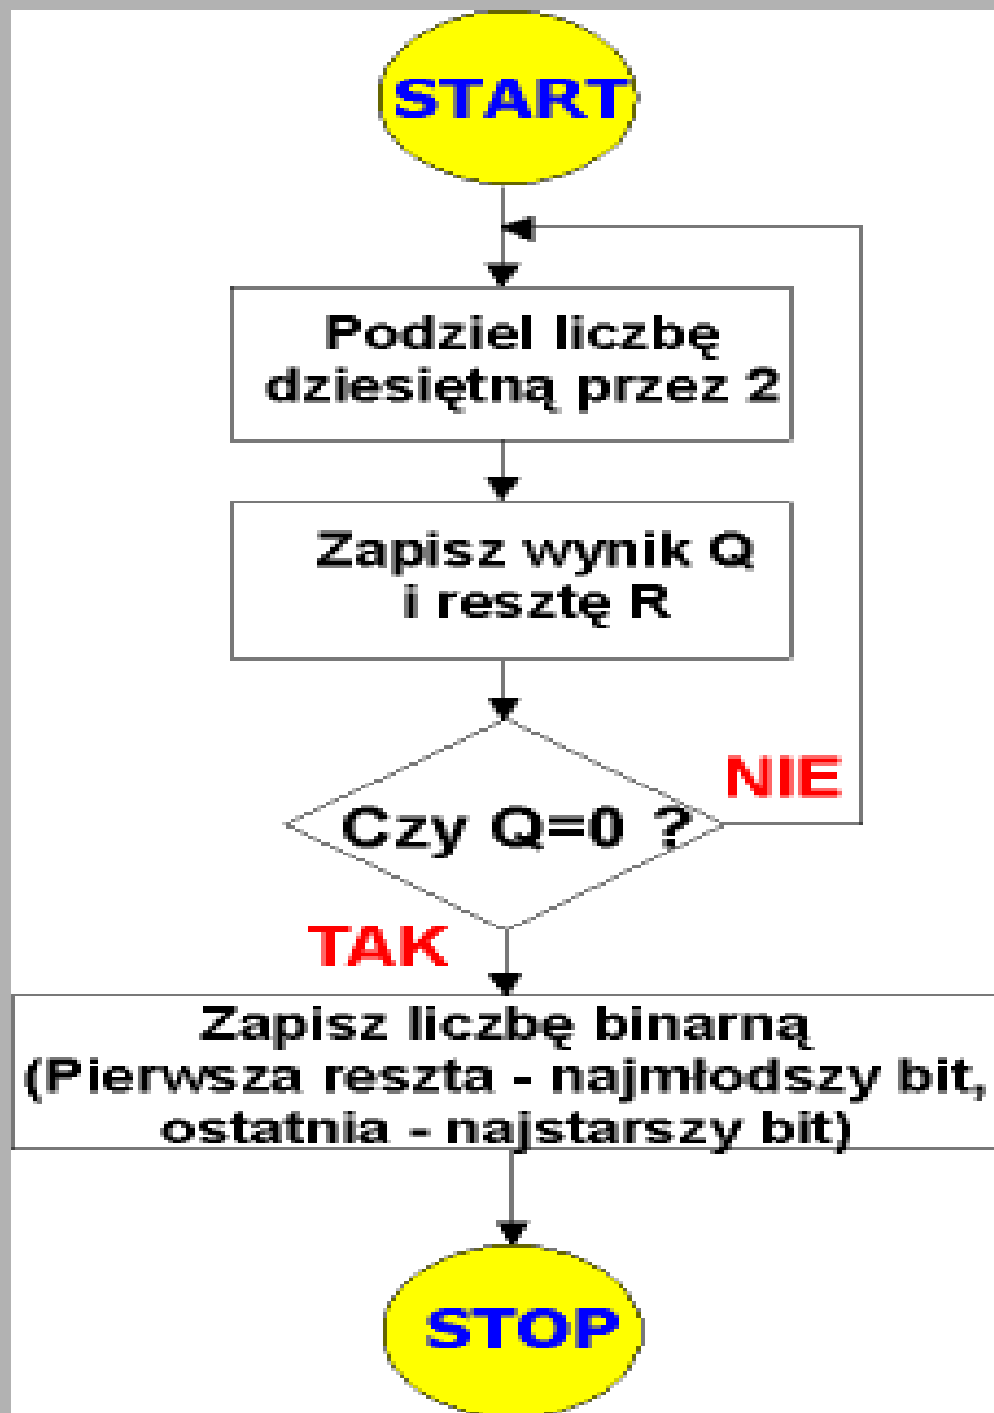 START
Podziel liczbę
dziesiętną przez 2
Zapisz wynik Q
i resztę R
NIE
Czy Q=0 ?
TAK
Zapisz liczbę binarną
(Pierwsza reszta - najmłodszy bit,
ostatnia - najstarszy bit)
STOP